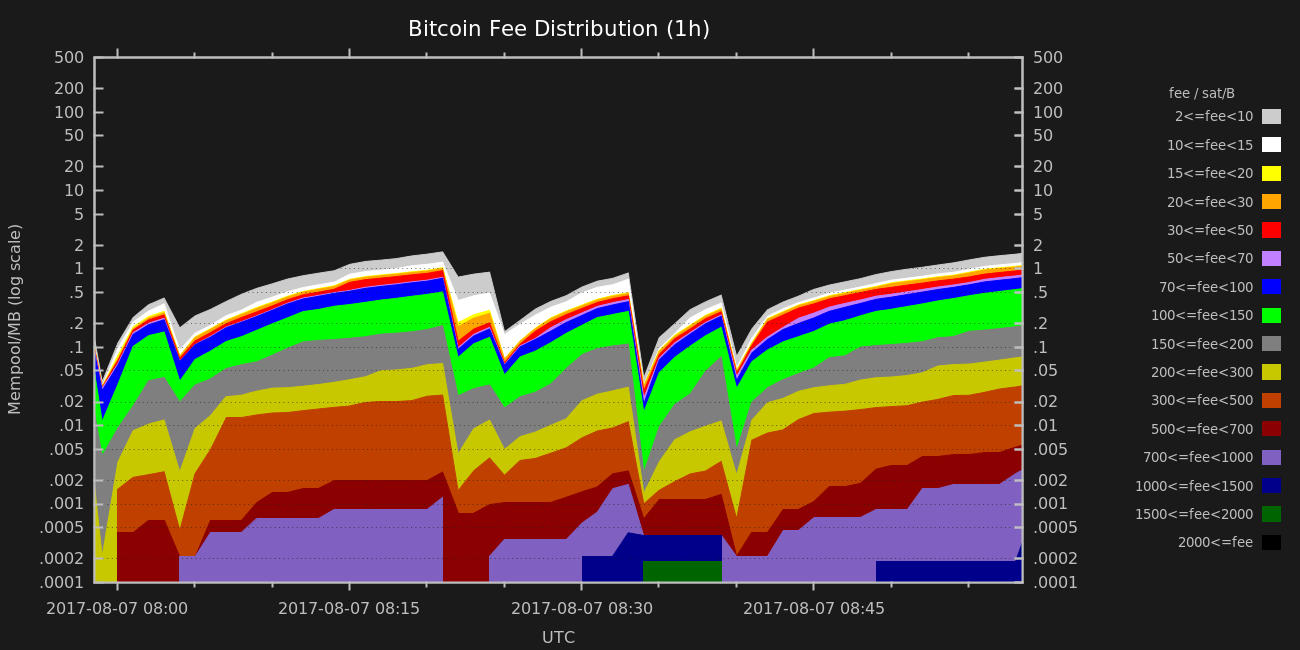 Bitcoin Fee Distribution (1h)
Mempool/MB (log scale)
500
200
100
50
20
10
5
2
1
.5
.2
.1
.05
.02
.01
.005
.002
.001
.0005
.0002
.0001
500
200
100
50
20
10
5
2
1
.5
.2
.1
.05
.02
.01
.005
.002
.001
.0005
.0002
.0001
fee / sat/B
2<=fee<10
10<=fee<15
15<=fee<20
20<=fee<30
30<=fee<50
50<=fee<70
70<=fee<100
100<=fee<150
150<=fee<200
200<=fee<300
300<=fee<500
500<=fee<700
700<=fee<1000
1000<=fee<1500
1500<=fee<2000
2000<=fee
2017-08-07 08:00
2017-08-07 08:15
2017-08-07 08:30
2017-08-07 08:45
UTC